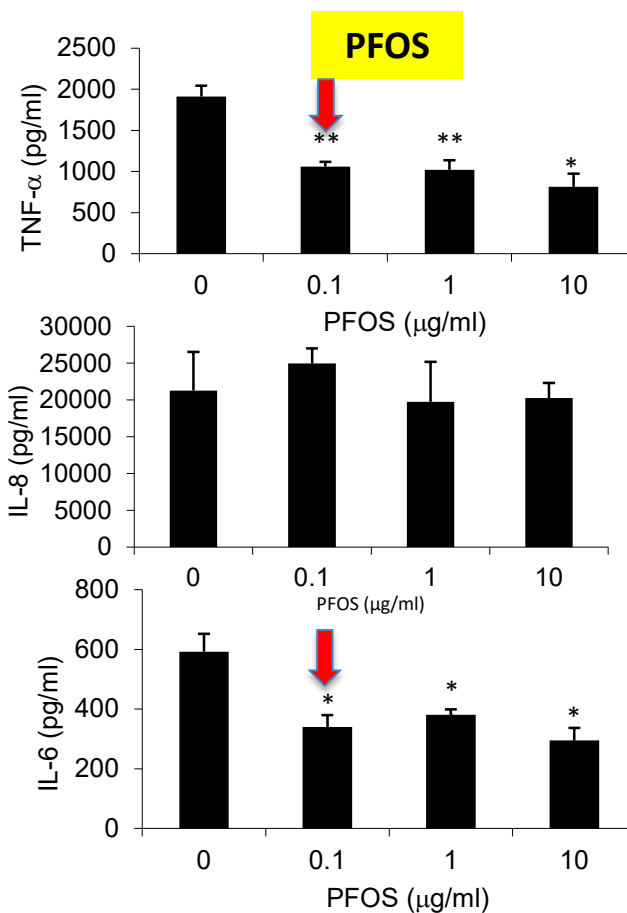 PFOS
TNF-α (pg/ml)
2500
2000
1500
1000
500
0
** ** *
0 0.1 1 10
PFOS (μg/ml)
IL-8 (pg/ml)
30000
25000
20000
15000
10000
5000
0
0 0.1 1 10
PFOS (μg/ml)
IL-6 (pg/ml)
800
600
400
200
0
* * *
0 0.1 1 10
PFOS (μg/ml)